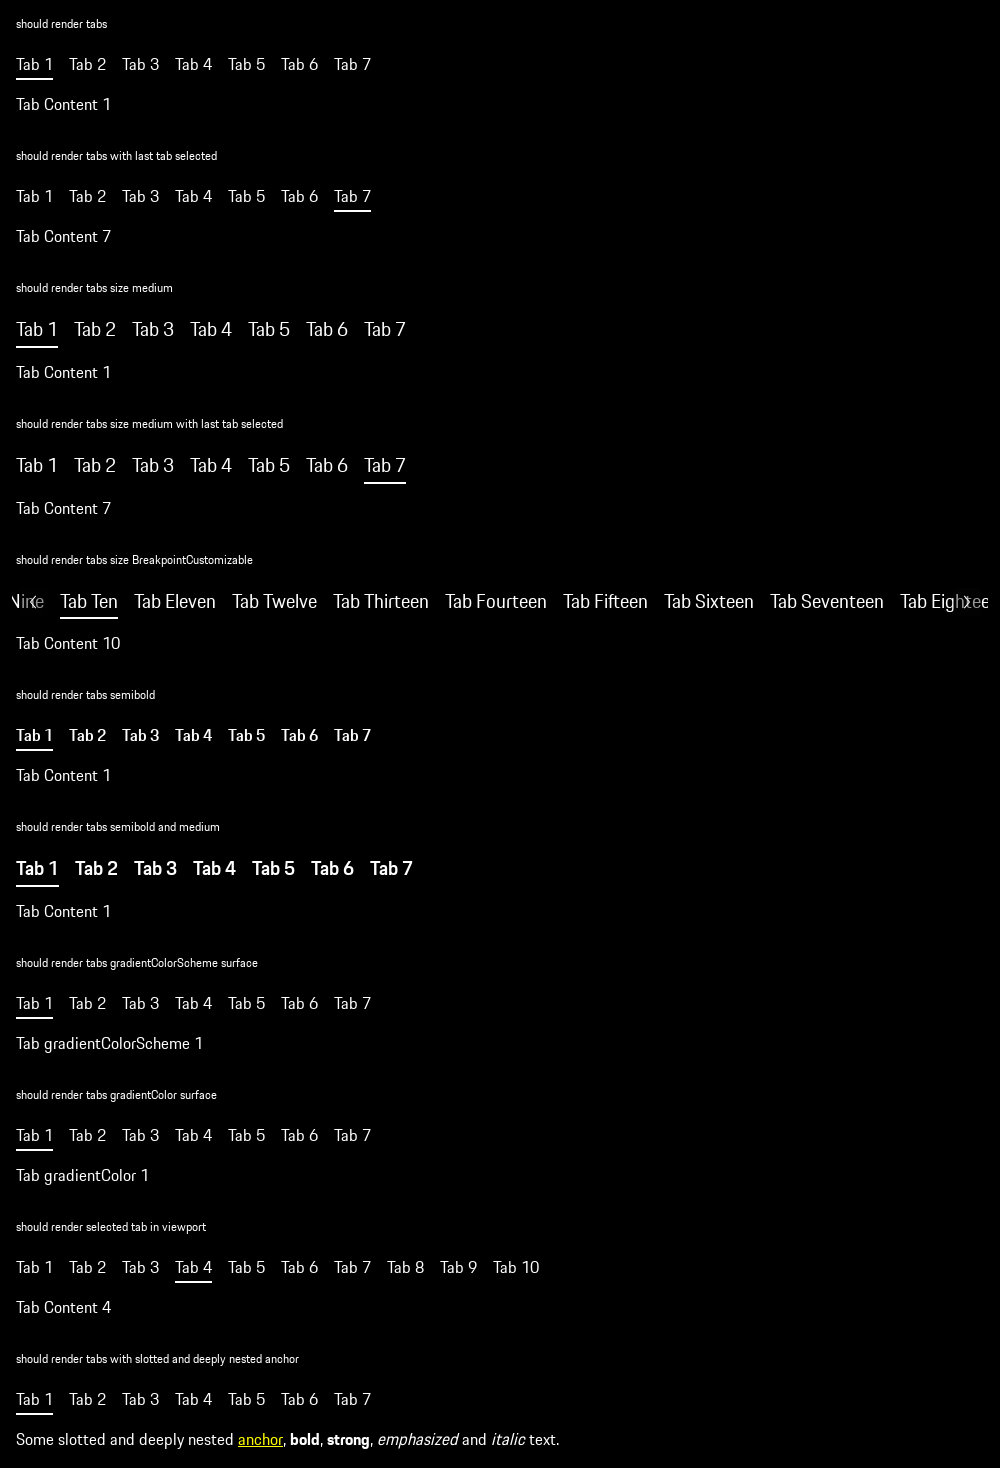 should render tabs
Tab 1 Tab 2 Tab 3 Tab 4 Tab 5 Tab 6 Tab 7
Tab Content 1
should render tabs with last tab selected
Tab 1 Tab 2 Tab 3 Tab 4 Tab 5 Tab 6 Tab 7
Tab Content 7
should render tabs size medium
Tab 1 Tab 2 Tab 3 Tab 4 Tab 5 Tab 6 Tab 7
Tab Content 1
should render tabs size medium with last tab selected
Tab 1 Tab 2 Tab 3 Tab 4 Tab 5 Tab 6 Tab 7
Tab Content 7
should render tabs size BreakpointCustomizable
Nine Tab Ten Tab Eleven Tab Twelve Tab Thirteen Tab Fourteen Tab Fifteen Tab Sixteen Tab Seventeen Tab Eightee
Tab Content 10
should render tabs semibold
Tab 1 Tab 2 Tab 3 Tab 4 Tab 5 Tab 6 Tab 7
Tab Content 1
should render tabs semibold and medium
Tab 1 Tab 2 Tab 3 Tab 4 Tab 5 Tab 6 Tab 7
Tab Content 1
should render tabs gradientColorScheme surface
Tab 1 Tab 2 Tab 3 Tab 4 Tab 5 Tab 6 Tab 7
Tab gradientColorScheme 1
should render tabs gradientColor surface
Tab 1 Tab 2 Tab 3 Tab 4 Tab 5 Tab 6 Tab 7
Tab gradientColor 1
should render selected tab in viewport
Tab 1 Tab 2 Tab 3 Tab 4 Tab 5 Tab 6 Tab 7 Tab 8 Tab 9 Tab 10
Tab Content 4
should render tabs with slotted and deeply nested anchor
Tab 1 Tab 2 Tab 3 Tab 4 Tab 5 Tab 6 Tab 7
Some slotted and deeply nested anchor, bold, strong, emphasized and italic text.